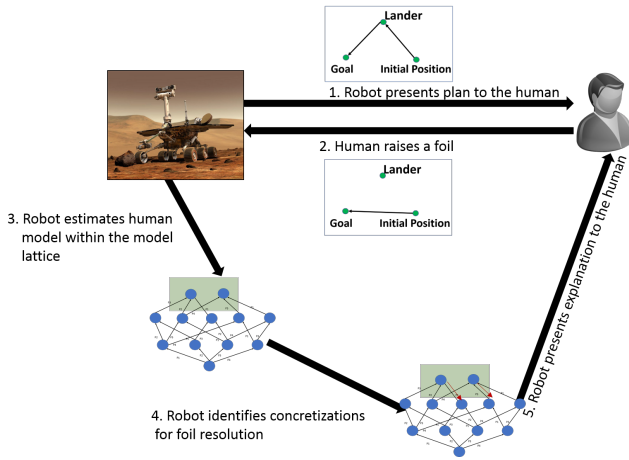 Lander
Goal
Initial Position
1. Robot presents plan to the human
2. Human raises a foil
Lander
Goal
Initial Position
3. Robot estimates human
model within the model
lattice
4. Robot identifies concretizations
for foil resolution
5. Robot presents explanation to the human